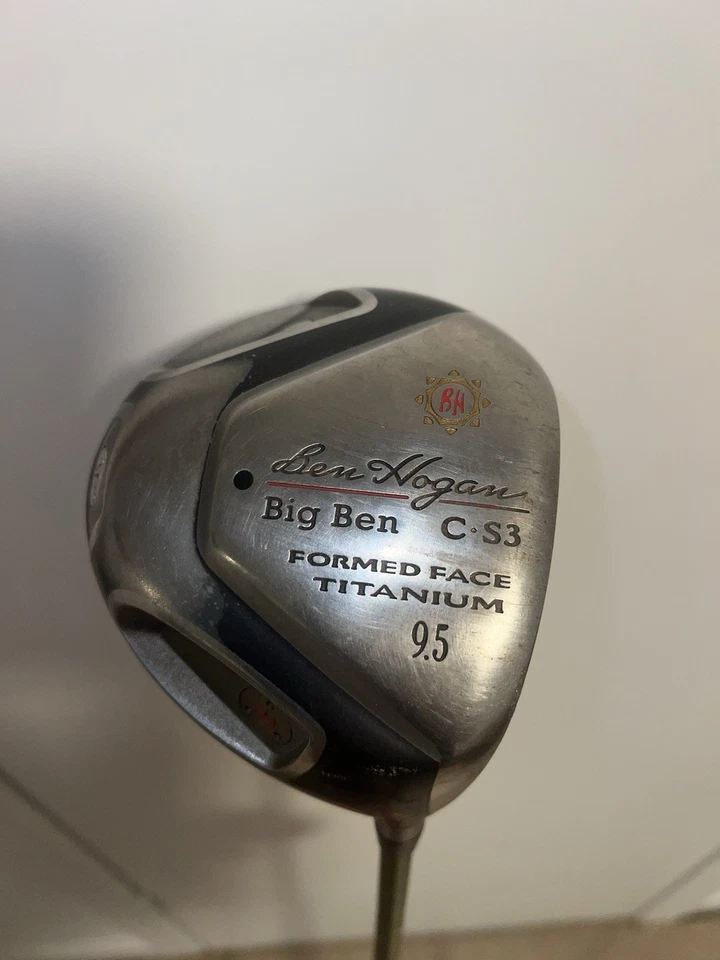 BH
Ben Hogan
Big Ben C·S3
FORMED FACE
TITANIUM
9.5